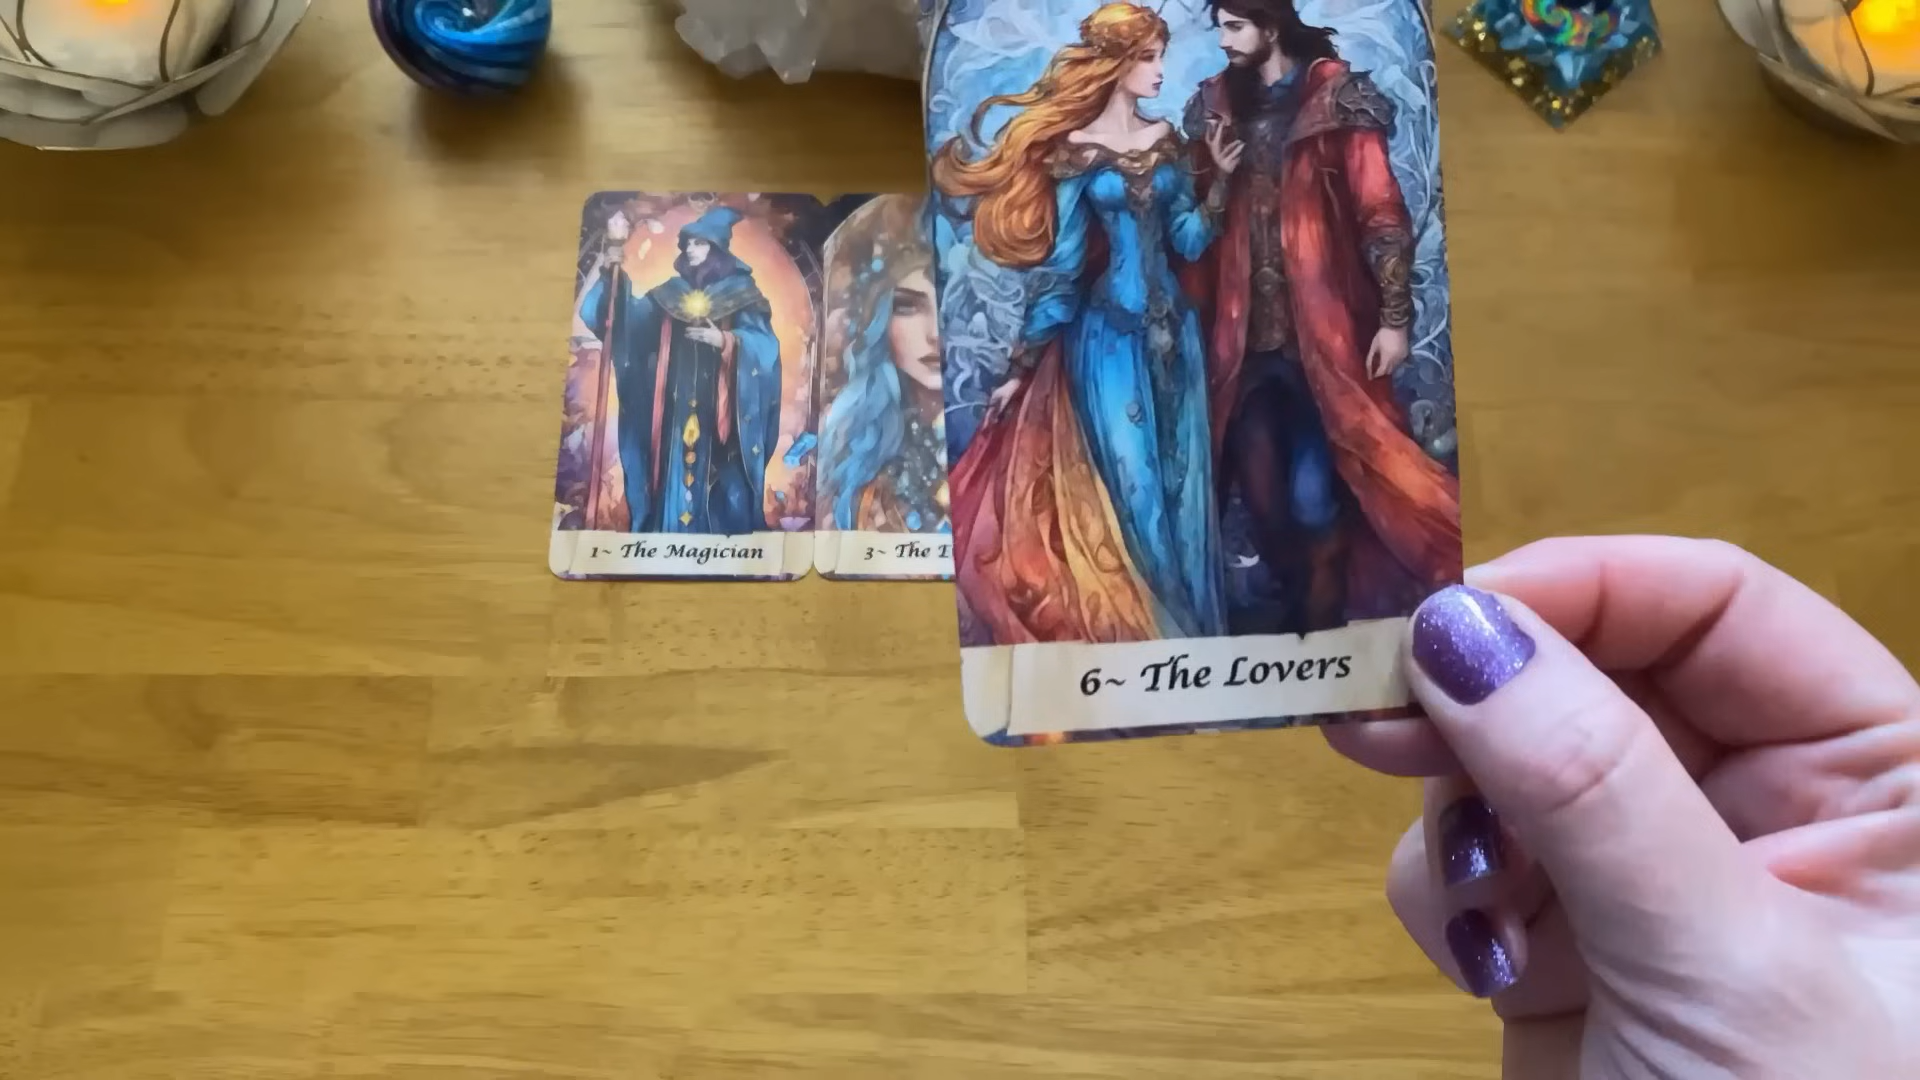 1~ The Magician
3~ The
6~ The Lovers